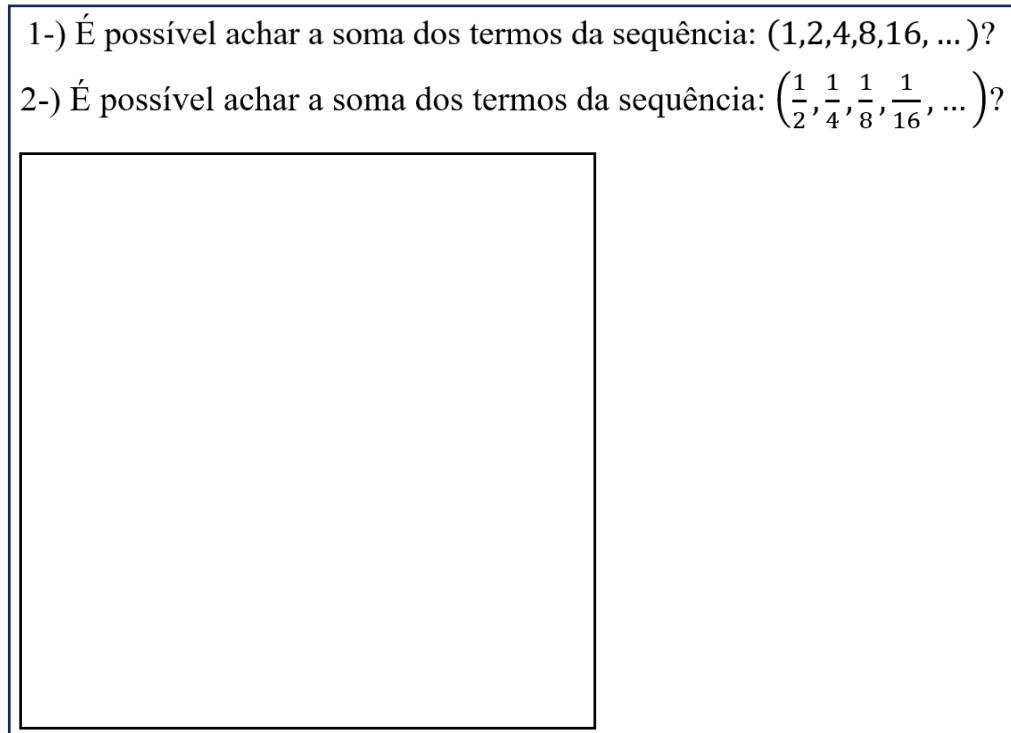 1-) É possível achar a soma dos termos da sequência: (1,2,4,8,16, ... )?
2-) É possível achar a soma dos termos da sequência: (1/2, 1/4, 1/8, 1/16, ... )?